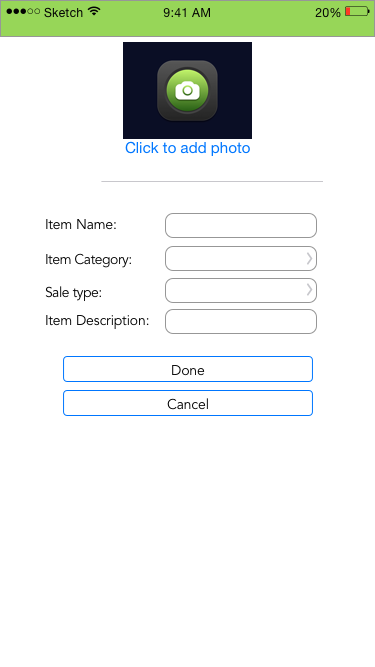 Sketch 9:41 AM 20%
Click to add photo
Item Name:
Item Category:
Sale type:
Item Description:
Done
Cancel